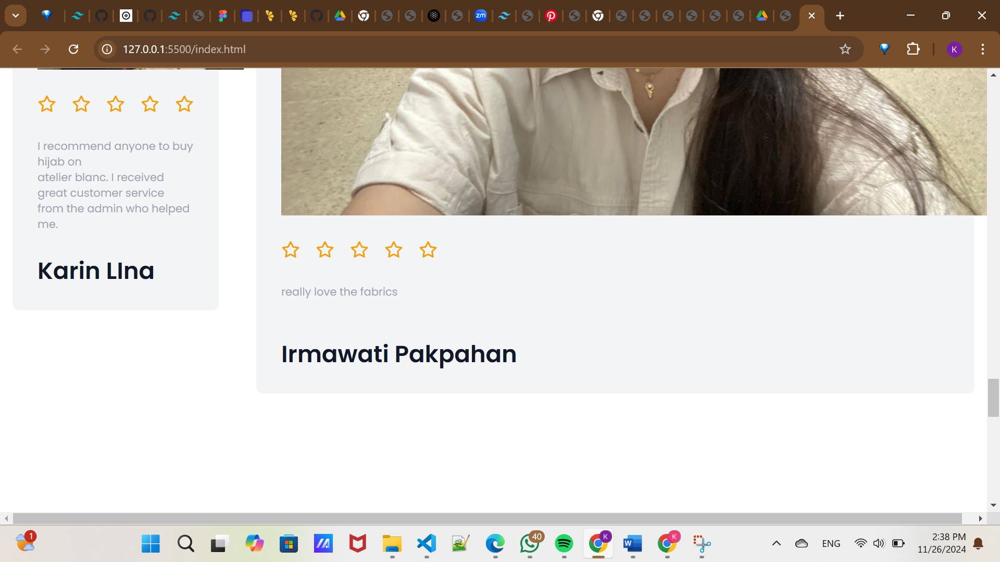 zm
127.0.0.1:5500/index.html
K
I recommend anyone to buy
hijab on
atelier blanc. I received
great customer service
from the admin who helped
me.
Karin LIna
really love the fabrics
Irmawati Pakpahan
1
40
K
W
K
ENG
2:38 PM
11/26/2024